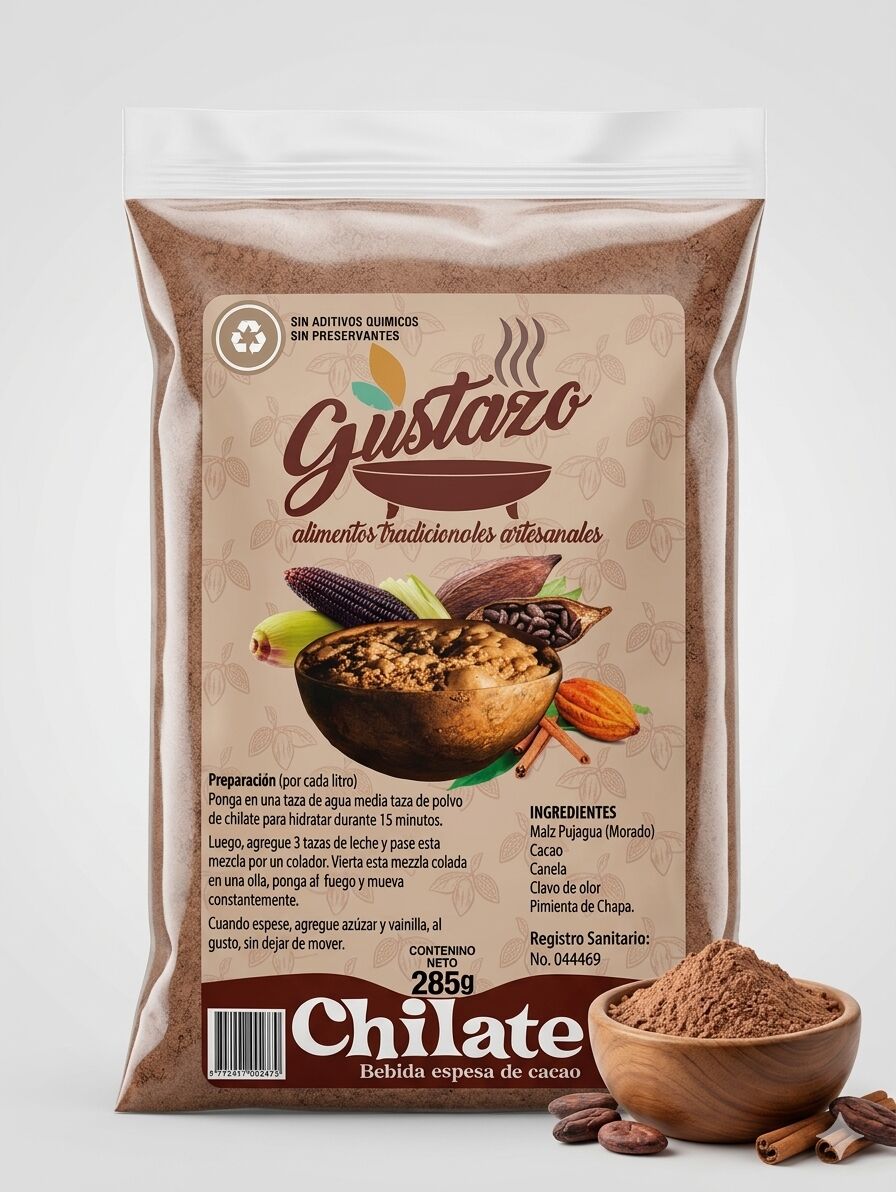 SIN ADITIVOS QUIMICOS
SIN PRESERVANTES
Gustazo
alimentos tradicionoles artesanales
Preparación (por cada litro)
Ponga en una taza de agua media taza de polvo
de chilate para hidratar durante 15 minutos.
Luego, agregue 3 tazas de leche y pase esta
mezcla por un colador. Vierta esta mezzla colada
en una olla, ponga af fuego y mueva
constantemente.
Cuando espese, agregue azúzar y vainilla, al
gusto, sin dejar de mover.
INGREDIENTES
Malz Pujagua (Morado)
Cacao
Canela
Clavo de olor
Pimienta de Chapa.
Registro Sanitario:
No. 044469
CONTENINO
NETO
285g
Chilate
Bebida espesa de cacao
5 772417 002475